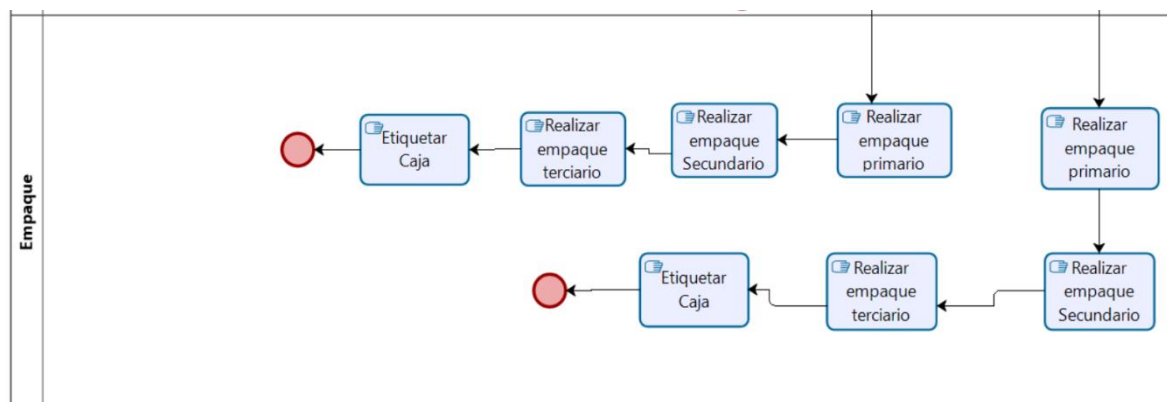 Empaque
Etiquetar
Caja
Realizar
empaque
terciario
Realizar
empaque
Secundario
Realizar
empaque
primario
Realizar
empaque
primario
Etiquetar
Caja
Realizar
empaque
terciario
Realizar
empaque
Secundario